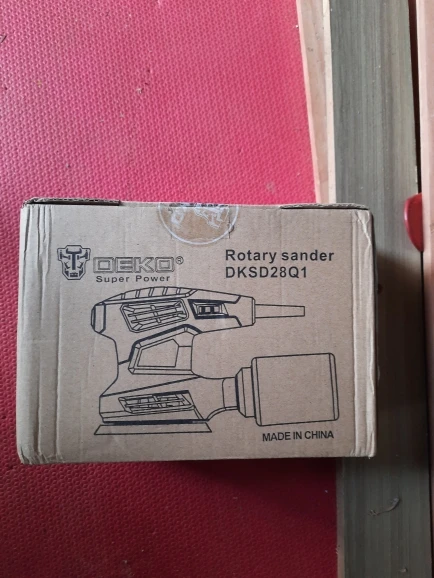 DEKO®
Super Power
Rotary sander
DKSD28Q1
MADE IN CHINA